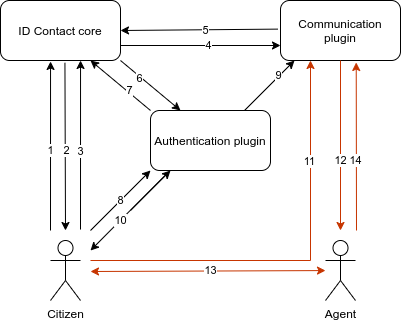 Communication
plugin
ID Contact core
5
4
6
7
9
Authentication plugin
1
2
3
11
12
14
8
10
13
Citizen
Agent